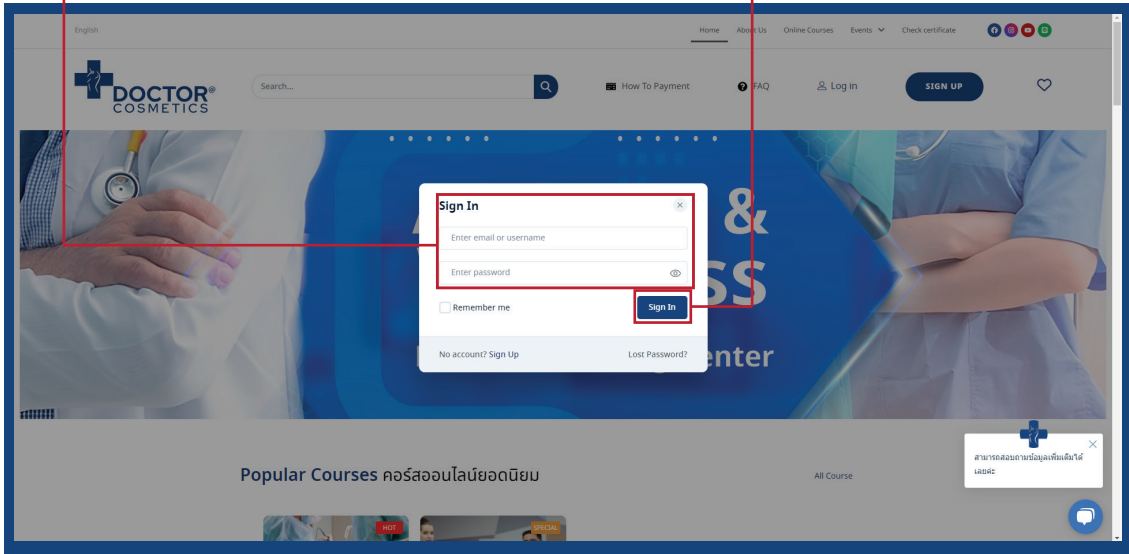 English
Home About Us Online Courses Events Check certificate
DOCTOR®
COSMETICS
Search...
How To Payment
FAQ
Log in
SIGN UP
&
SS
enter
Sign In
Enter email or username
Enter password
Remember me
Sign In
No account? Sign Up
Lost Password?
Popular Courses คอร์สออนไลน์ยอดนิยม
All Course
สามารถสอบถามข้อมูลเพิ่มเติมได้
เลยค่ะ
HOT
SPECIAL